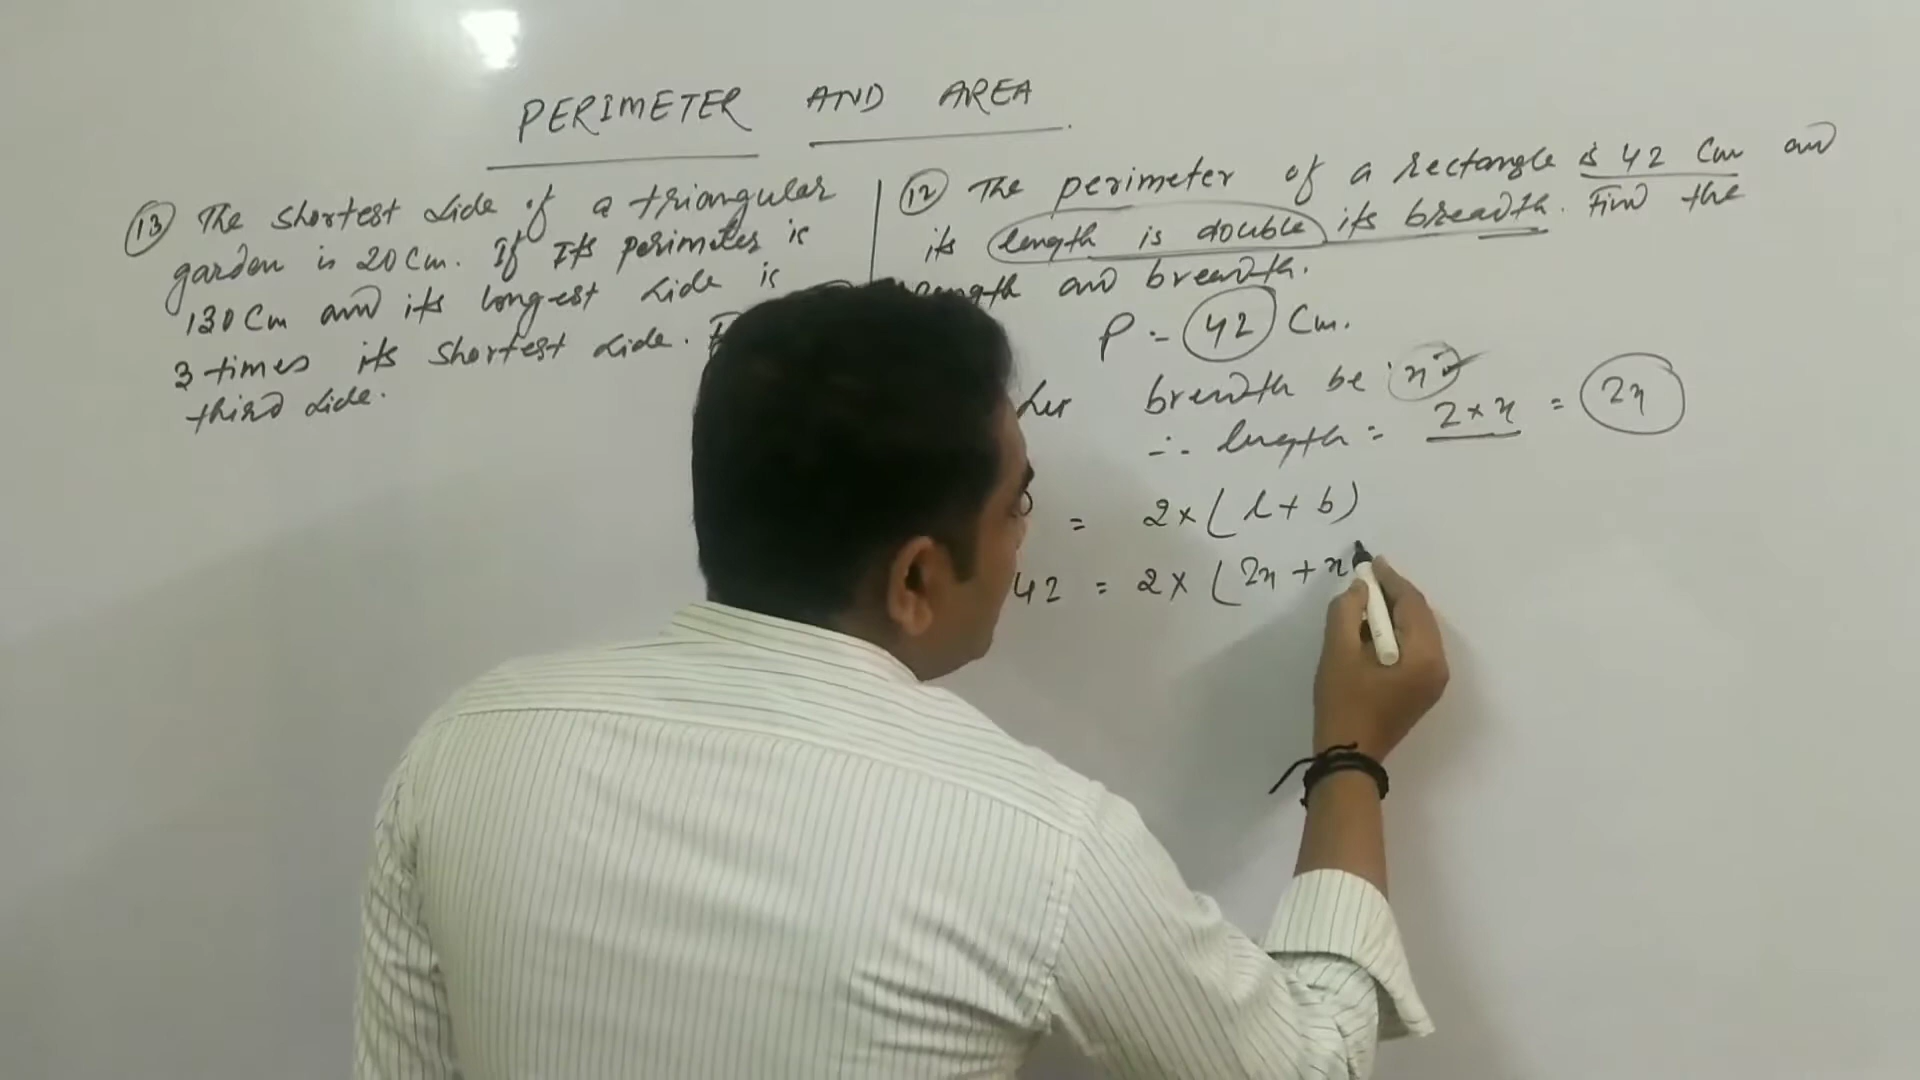 PERIMETER AND AREA
(13) The shortest side of a triangular
garden is 20 Cm. If Its perimeter is
130 Cm and its longest side is
3 times its shortest side.
third side.
(12) The perimeter of a rectangle is 42 Cm and
its length is double its breadth. Find the
length and breadth.
P = 42 Cm.
Let breadth be 'x'
∴ length = 2 × x = 2x
= 2 × (l + b)
42 = 2 × (2x + x